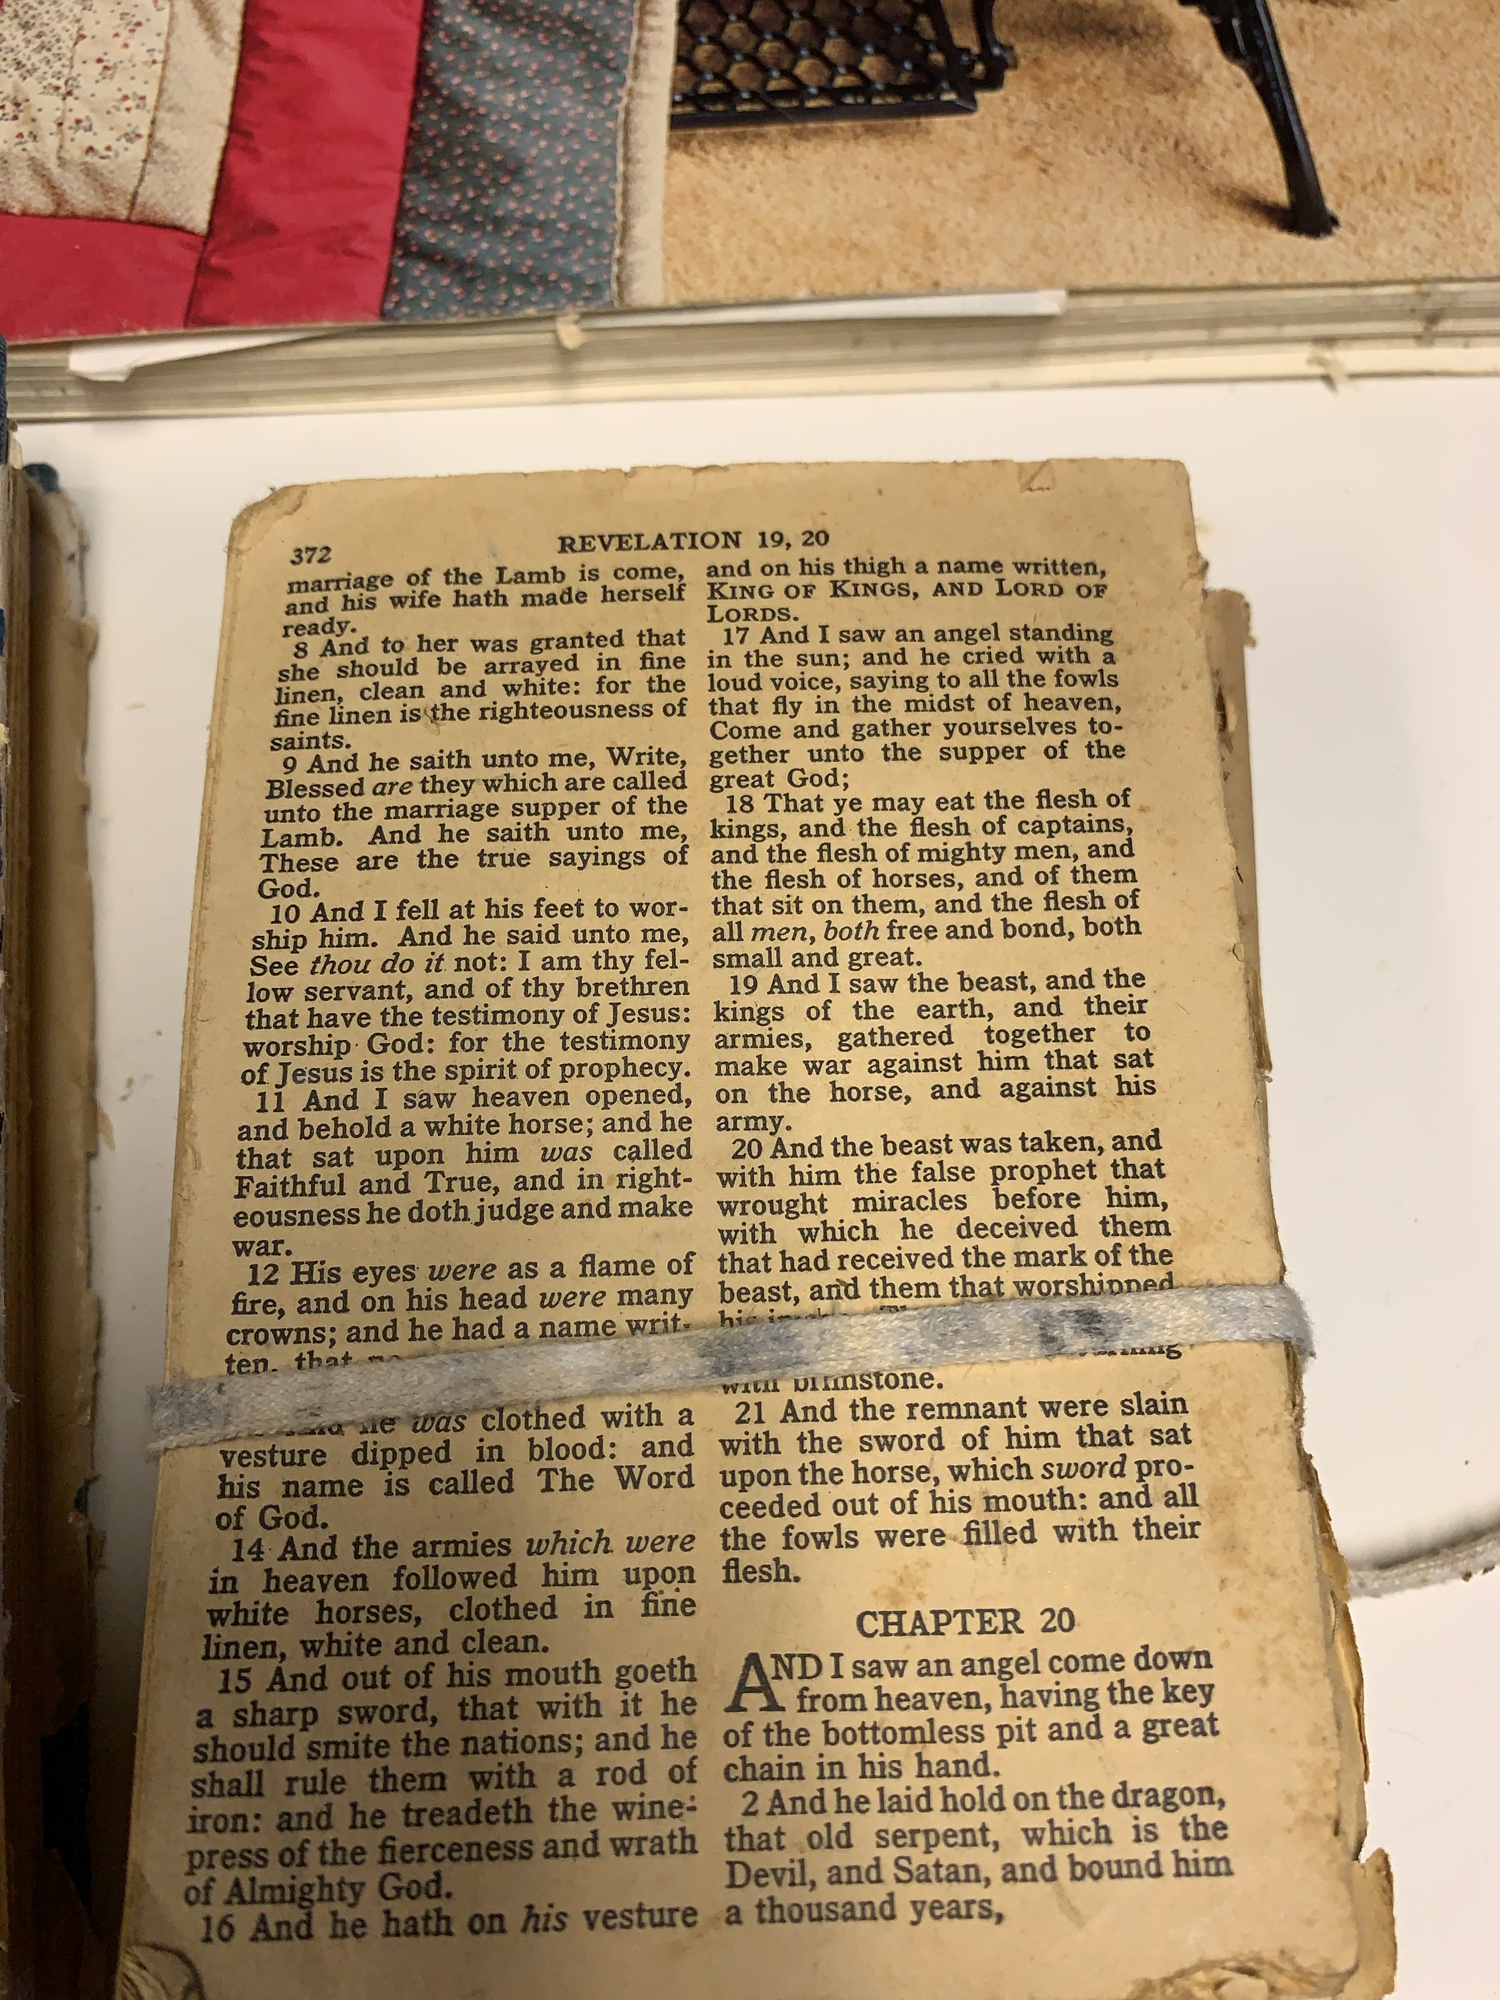 372
REVELATION 19, 20
marriage of the Lamb is come,
and his wife hath made herself
ready.
8 And to her was granted that
she should be arrayed in fine
linen, clean and white: for the
fine linen is the righteousness of
saints.
9 And he saith unto me, Write,
Blessed are they which are called
unto the marriage supper of the
Lamb. And he saith unto me,
These are the true sayings of
God.
10 And I fell at his feet to wor-
ship him. And he said unto me,
See thou do it not: I am thy fel-
low servant, and of thy brethren
that have the testimony of Jesus:
worship God: for the testimony
of Jesus is the spirit of prophecy.
11 And I saw heaven opened,
and behold a white horse; and he
that sat upon him was called
Faithful and True, and in right-
eousness he doth judge and make
war.
12 His eyes were as a flame of
fire, and on his head were many
crowns; and he had a name writ-
ten, that
he was clothed with a
vesture dipped in blood: and
his name is called The Word
of God.
14 And the armies which were
in heaven followed him upon
white horses, clothed in fine
linen, white and clean.
15 And out of his mouth goeth
a sharp sword, that with it he
should smite the nations; and he
shall rule them with a rod of
iron: and he treadeth the wine-
press of the fierceness and wrath
of Almighty God.
16 And he hath on his vesture
and on his thigh a name written,
KING OF KINGS, AND LORD OF
LORDS.
17 And I saw an angel standing
in the sun; and he cried with a
loud voice, saying to all the fowls
that fly in the midst of heaven,
Come and gather yourselves to-
gether unto the supper of the
great God;
18 That ye may eat the flesh of
kings, and the flesh of captains,
and the flesh of mighty men, and
the flesh of horses, and of them
that sit on them, and the flesh of
all men, both free and bond, both
small and great.
19 And I saw the beast, and the
kings of the earth, and their
armies, gathered together to
make war against him that sat
on the horse, and against his
army.
20 And the beast was taken, and
with him the false prophet that
wrought miracles before him,
with which he deceived them
that had received the mark of the
beast, and them that worshipped
his
with brimstone.
21 And the remnant were slain
with the sword of him that sat
upon the horse, which sword pro-
ceeded out of his mouth: and all
the fowls were filled with their
flesh.
CHAPTER 20
AND I saw an angel come down
from heaven, having the key
of the bottomless pit and a great
chain in his hand.
2 And he laid hold on the dragon,
that old serpent, which is the
Devil, and Satan, and bound him
a thousand years,